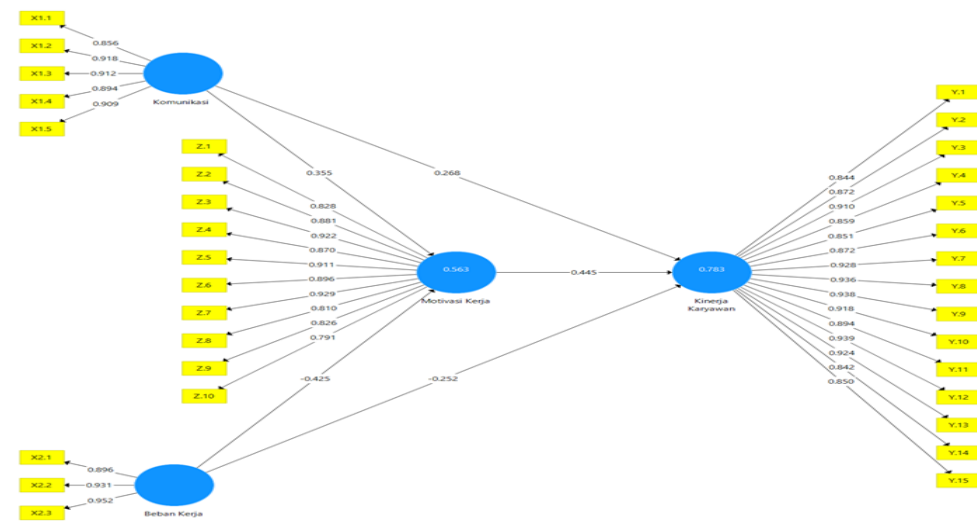 X1.1
X1.2
X1.3
X1.4
X1.5
0.856
0.918
0.912
0.894
0.909
Komunikasi
Z.1
Z.2
Z.3
Z.4
Z.5
Z.6
Z.7
Z.8
Z.9
Z.10
0.355
0.268
0.828
0.881
0.922
0.870
0.911
0.896
0.929
0.810
0.826
0.791
0.563
Motivasi Kerja
0.445
-0.425
-0.252
X2.1
X2.2
X2.3
0.896
0.931
0.952
Beban Kerja
0.783
Kinerja
Karyawan
0.844
0.872
0.910
0.859
0.851
0.872
0.928
0.936
0.938
0.918
0.894
0.939
0.924
0.842
0.850
Y.1
Y.2
Y.3
Y.4
Y.5
Y.6
Y.7
Y.8
Y.9
Y.10
Y.11
Y.12
Y.13
Y.14
Y.15